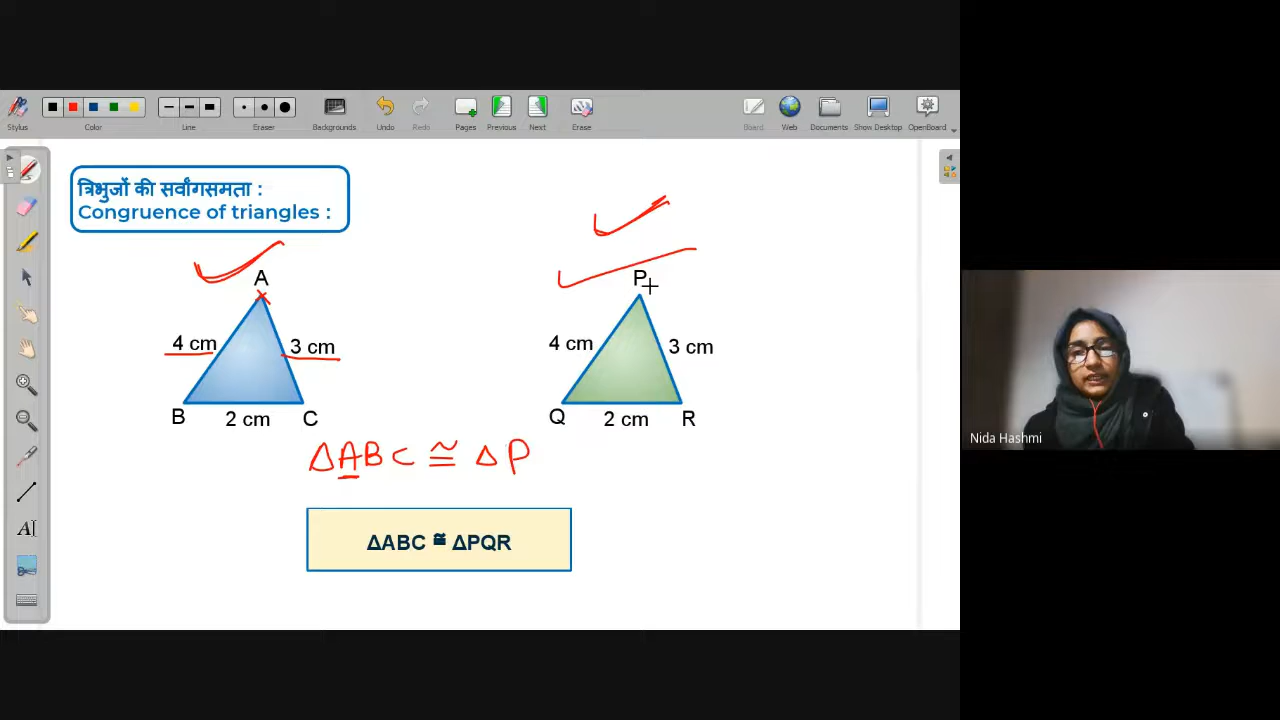 Stylus
Color
Line
Eraser
Backgrounds
Undo
Redo
Pages
Previous
Next
Erase
Board
Web
Documents
Show Desktop
OpenBoard
त्रिभुजों की सर्वांगसमता :
Congruence of triangles :
A
4 cm
3 cm
B
2 cm
C
P
4 cm
3 cm
Q
2 cm
R
ΔABC ≅ ΔP
ΔABC ≅ ΔPQR
A
Nida Hashmi